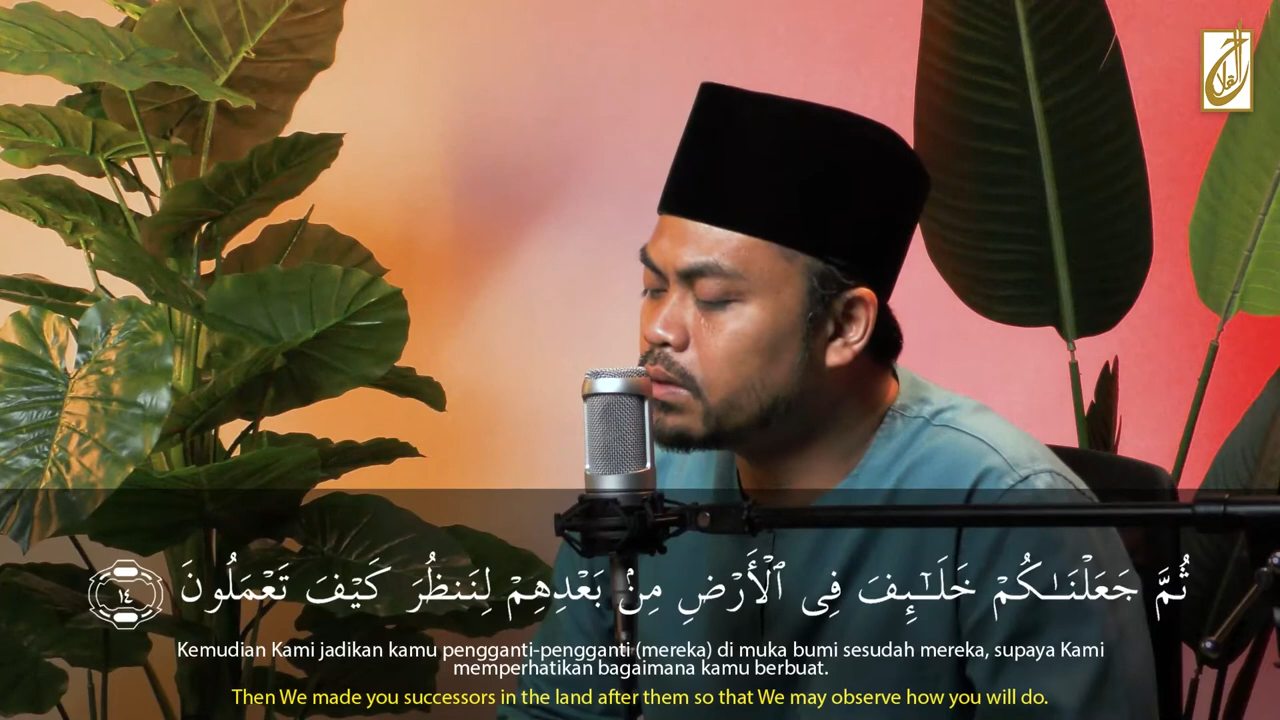 ثُمَّ جَعَلْنَـٰكُمْ خَلَـٰٓئِفَ فِى ٱلْأَرْضِ مِنۢ بَعْدِهِمْ لِنَنظُرَ كَيْفَ تَعْمَلُونَ ١٤
Kemudian Kami jadikan kamu pengganti-pengganti (mereka) di muka bumi sesudah mereka, supaya Kami
memperhatikan bagaimana kamu berbuat.
Then We made you successors in the land after them so that We may observe how you will do.